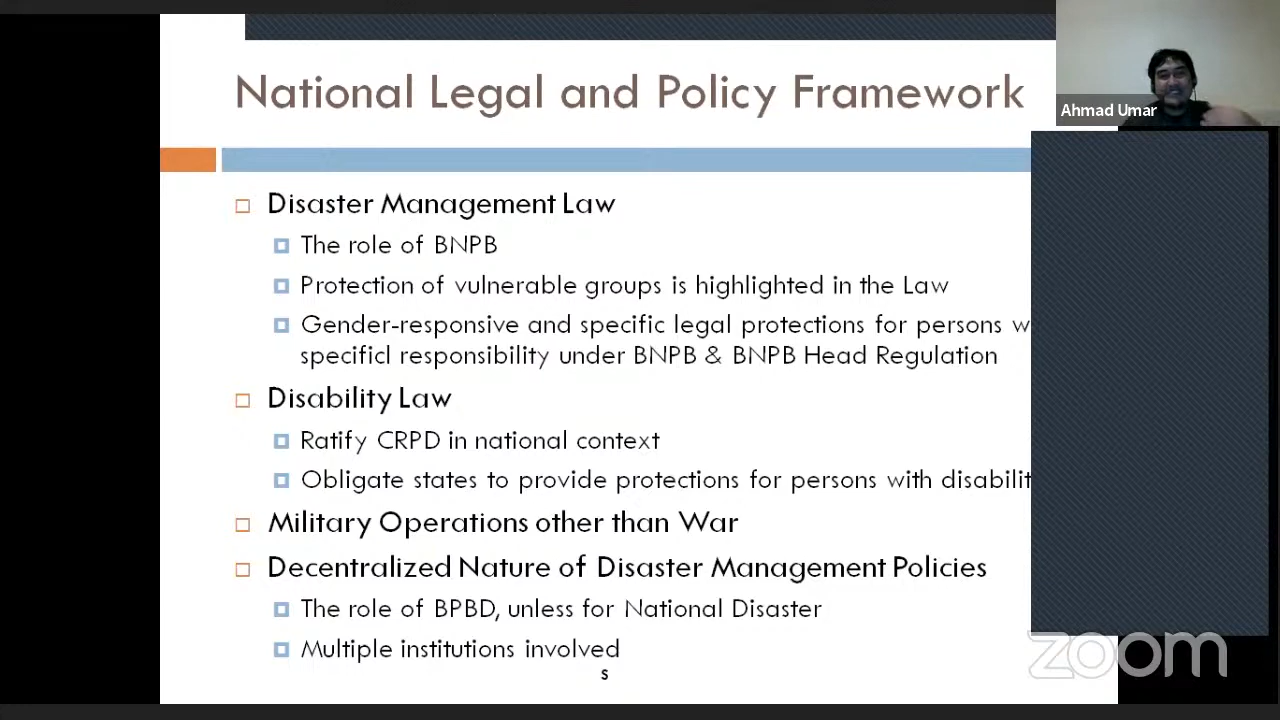 National Legal and Policy Framework
Ahmad Umar
Disaster Management Law
The role of BNPB
Protection of vulnerable groups is highlighted in the Law
Gender-responsive and specific legal protections for persons
specificl responsibility under BNPB & BNPB Head Regulation
Disability Law
Ratify CRPD in national context
Obligate states to provide protections for persons with
Military Operations other than War
Decentralized Nature of Disaster Management Policies
The role of BPBD, unless for National Disaster
Multiple institutions involved
s
zoom